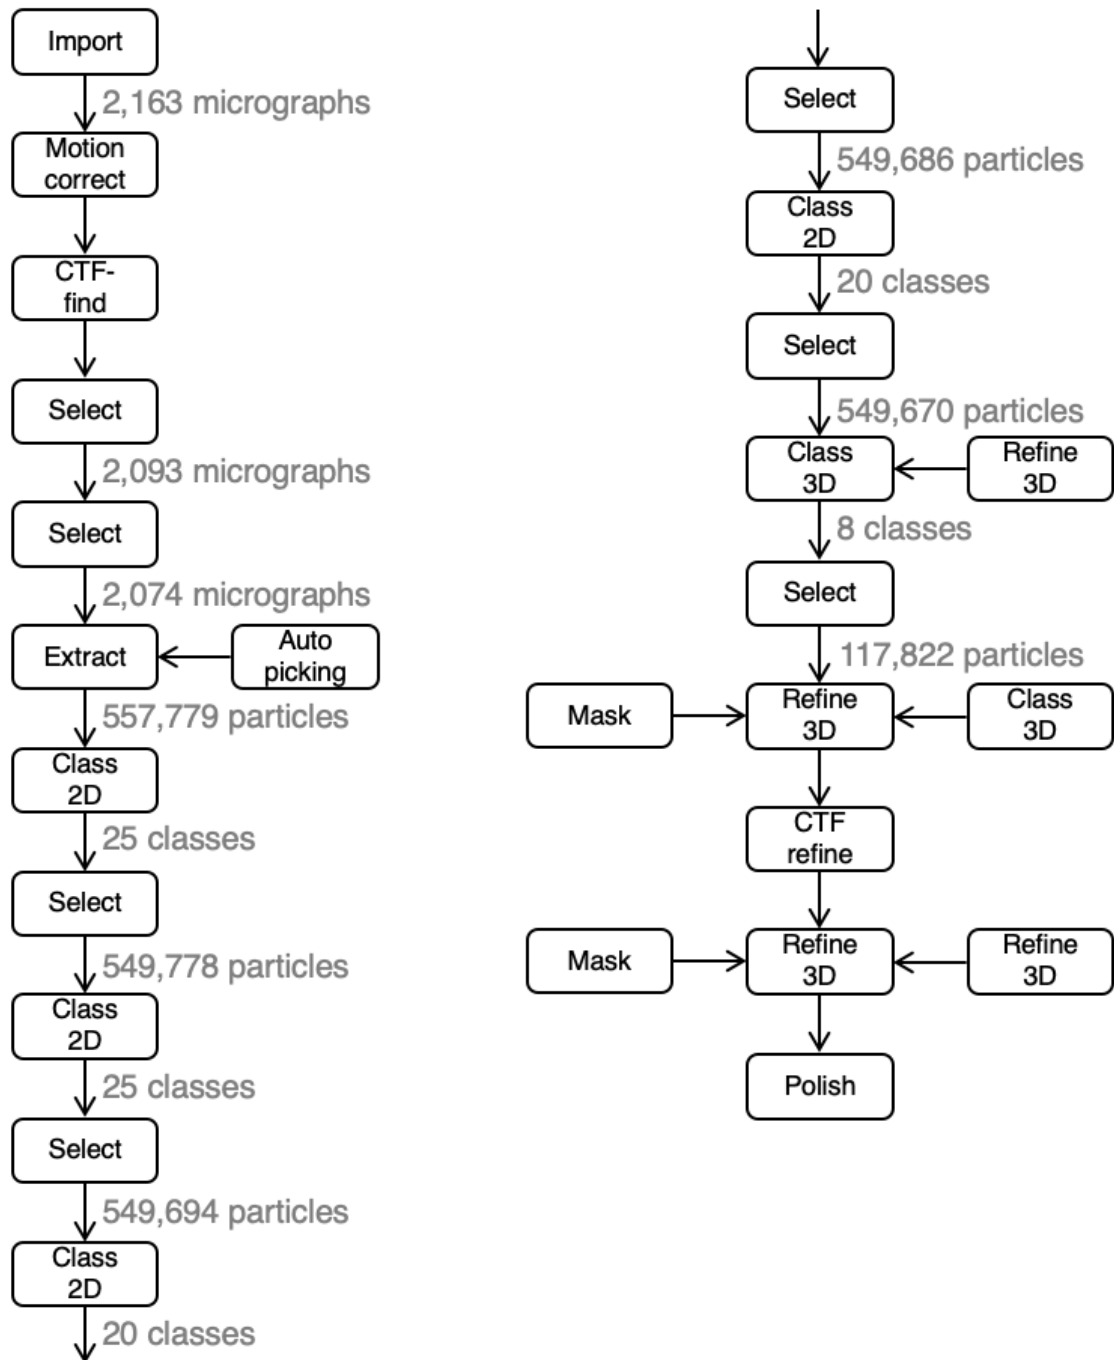 Import
2,163 micrographs
Motion
correct
CTF-
find
Select
2,093 micrographs
Select
2,074 micrographs
Extract
Auto
picking
557,779 particles
Class
2D
25 classes
Select
549,778 particles
Class
2D
25 classes
Select
549,694 particles
Class
2D
20 classes
Select
549,686 particles
Class
2D
20 classes
Select
549,670 particles
Class
3D
Refine
3D
8 classes
Select
117,822 particles
Mask
Refine
3D
Class
3D
CTF
refine
Mask
Refine
3D
Refine
3D
Polish